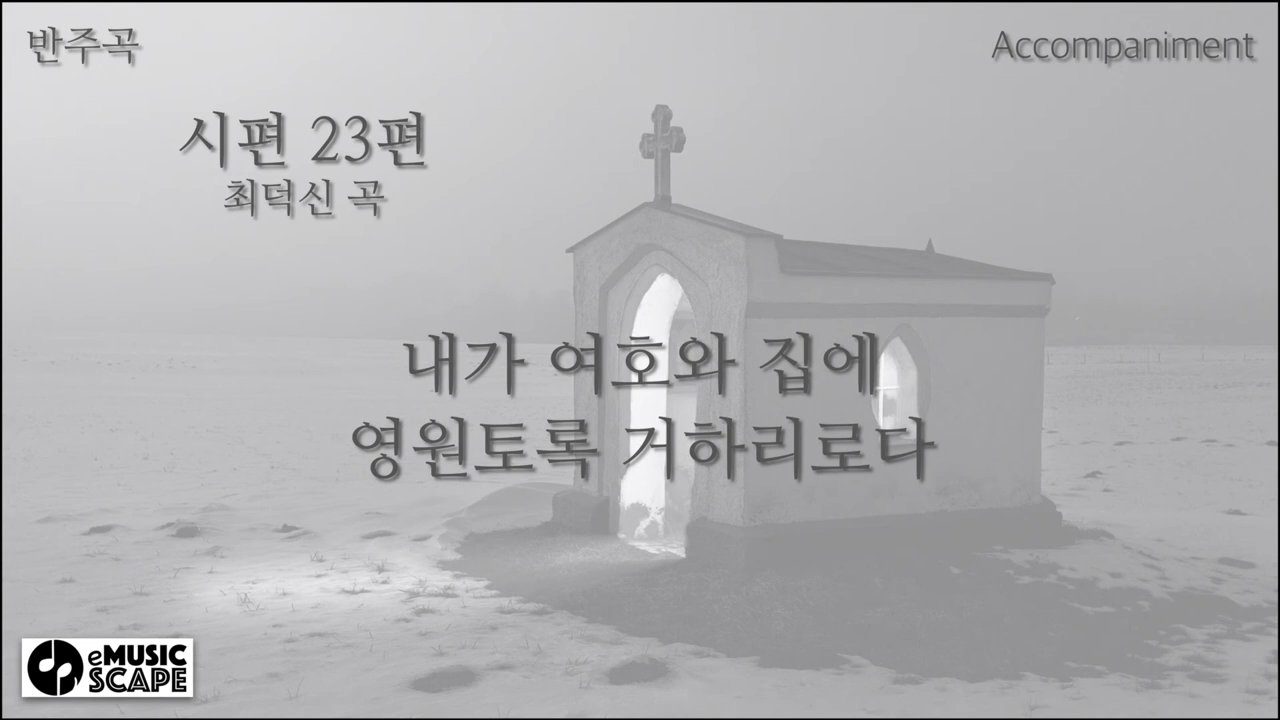 반주곡
Accompaniment
시편 23편
최덕신 곡
내가 여호와 집에
영원토록 거하리로다
eMUSIC
SCAPE